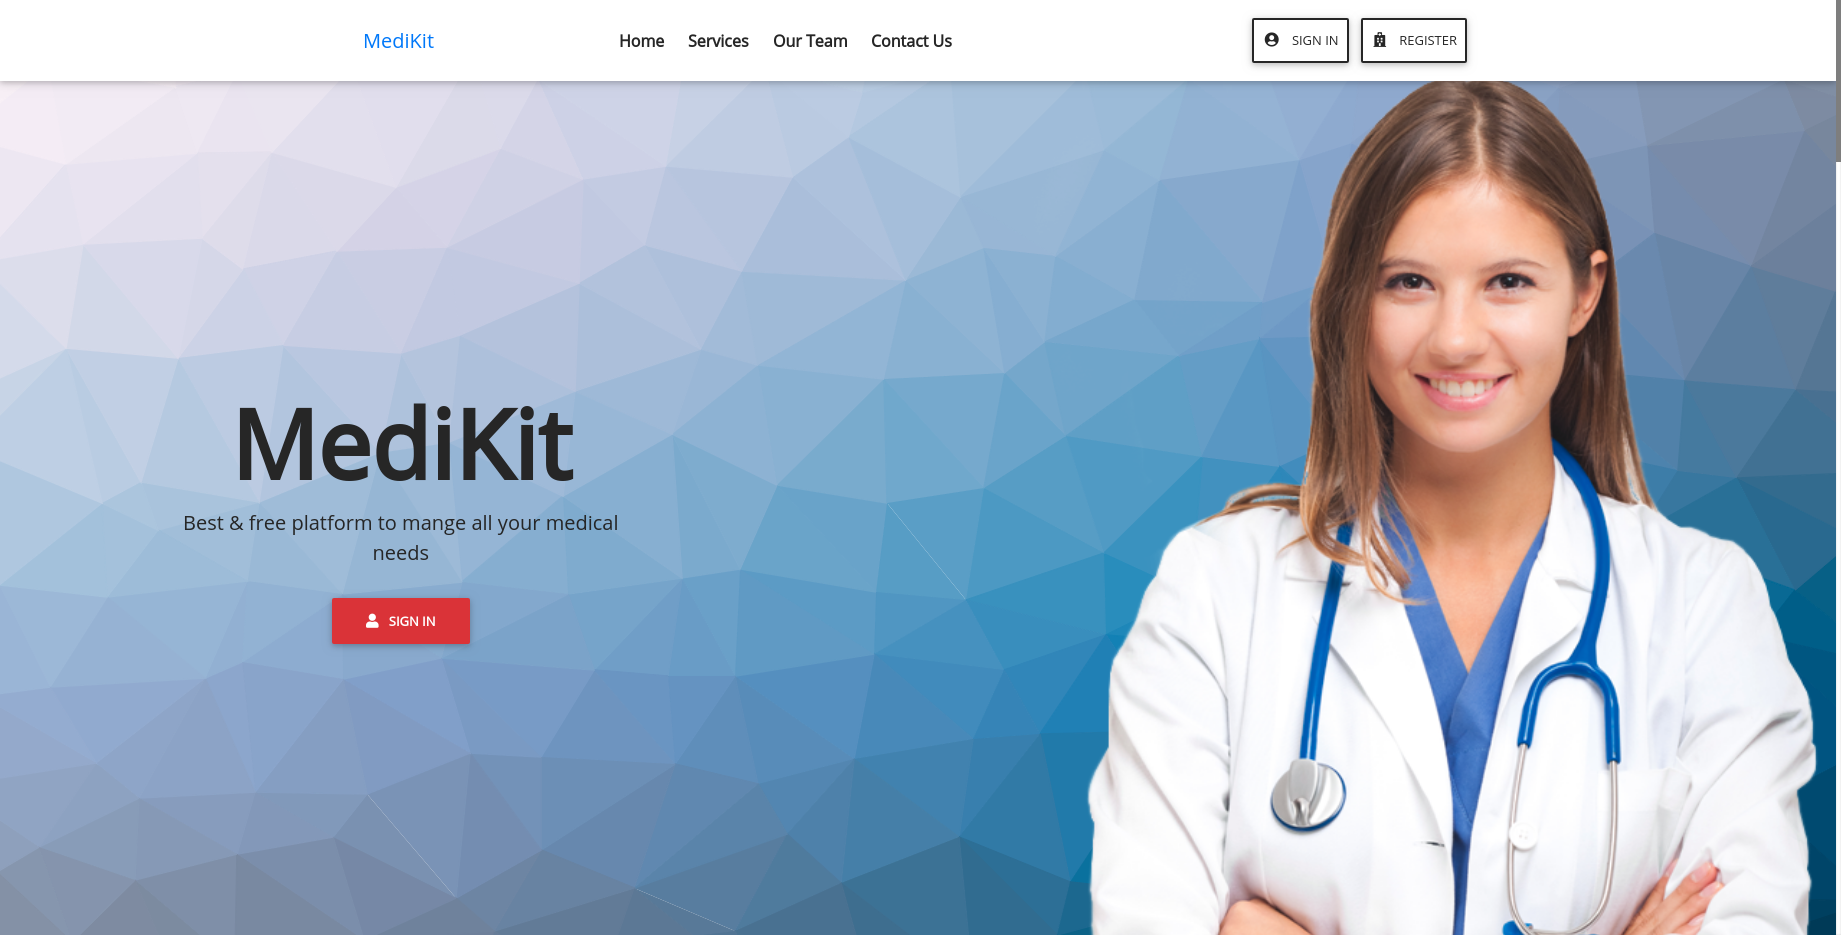 MediKit
Home Services Our Team Contact Us
SIGN IN
REGISTER
MediKit
Best & free platform to mange all your medical
needs
SIGN IN